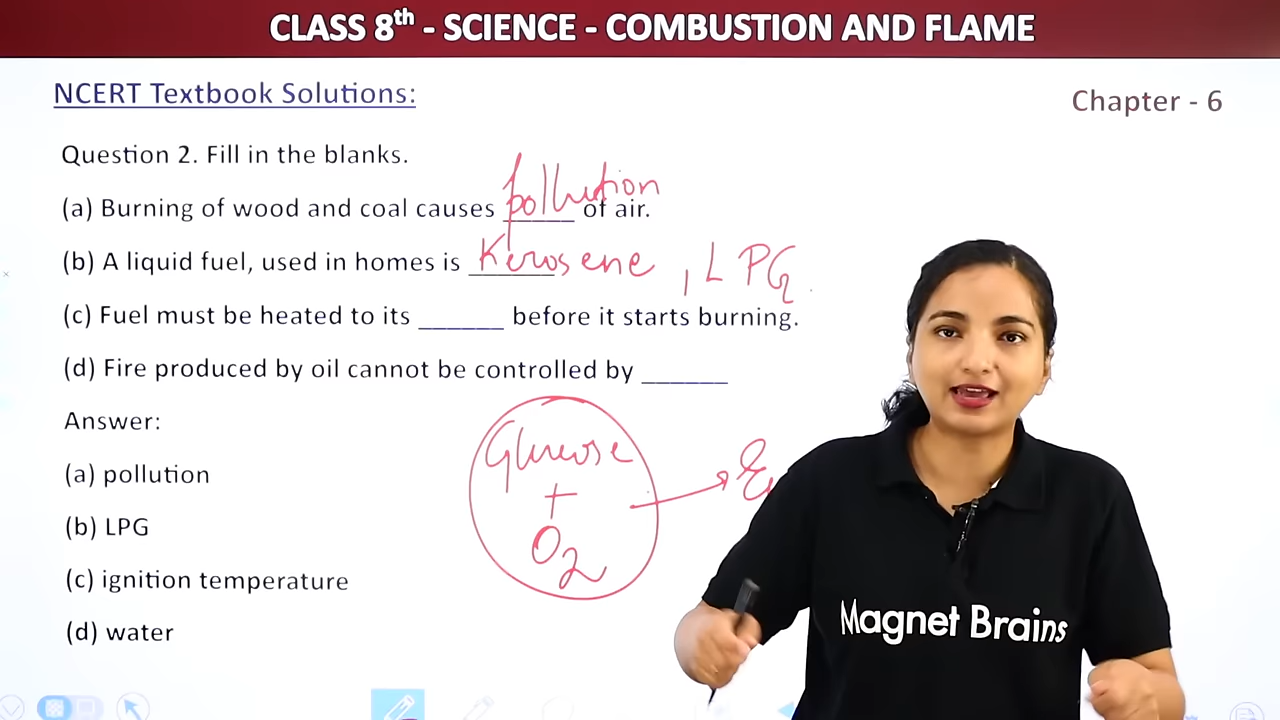 CLASS 8th - SCIENCE - COMBUSTION AND FLAME
NCERT Textbook Solutions:
Chapter - 6
Question 2. Fill in the blanks.
(a) Burning of wood and coal causes pollution of air.
(b) A liquid fuel, used in homes is Kerosene , LPG
(c) Fuel must be heated to its ______ before it starts burning.
(d) Fire produced by oil cannot be controlled by ______
Answer:
(a) pollution
(b) LPG
(c) ignition temperature
(d) water
Glucose
+
O2
Magnet Brains